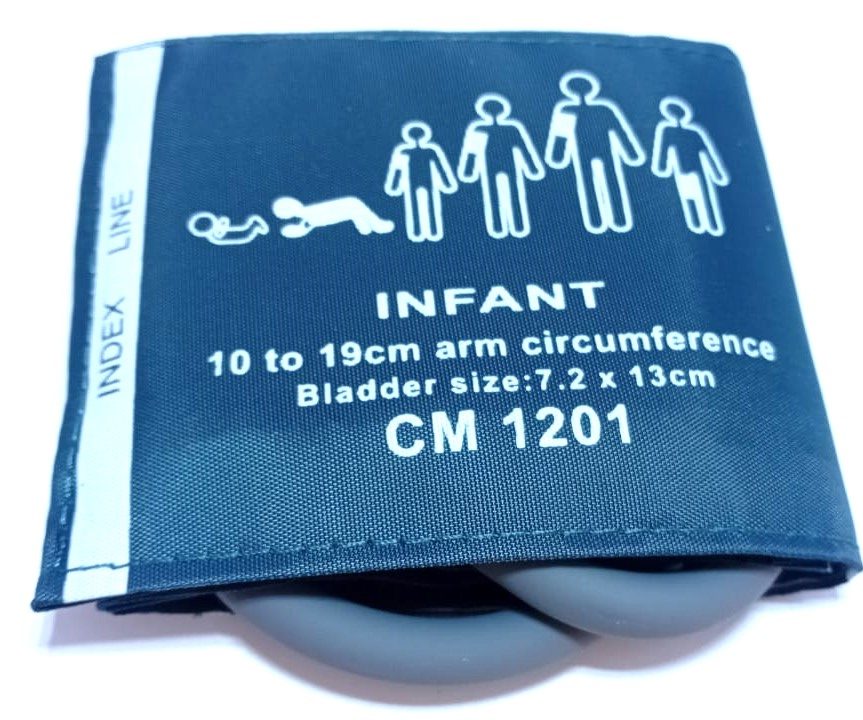 INDEX LINE
INFANT
10 to 19cm arm circumference
Bladder size:7.2 x 13cm
CM 1201